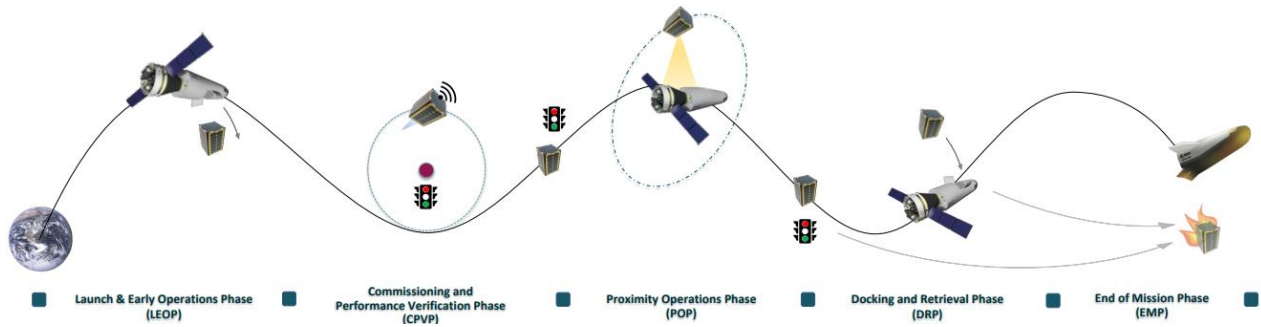 Launch & Early Operations Phase
(LEOP)
Commissioning and
Performance Verification Phase
(CPVP)
Proximity Operations Phase
(POP)
Docking and Retrieval Phase
(DRP)
End of Mission Phase
(EMP)